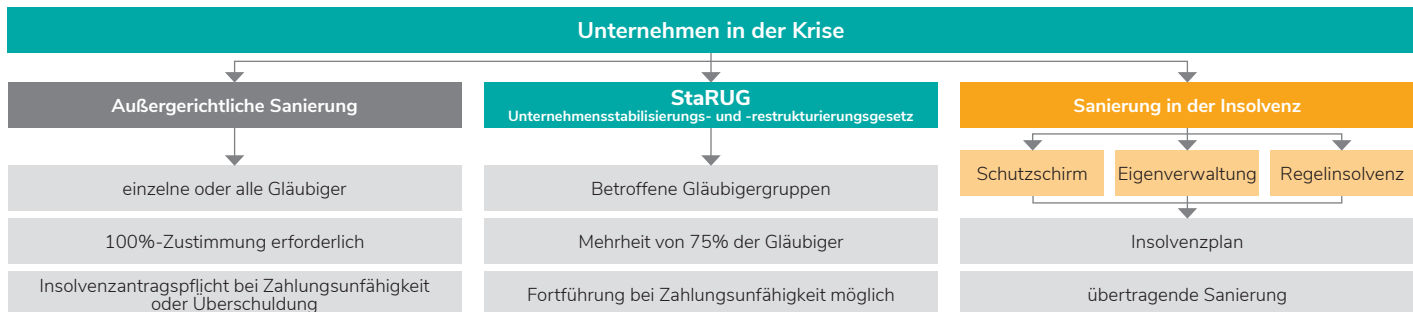 Unternehmen in der Krise
Außergerichtliche Sanierung
einzelne oder alle Gläubiger
100%-Zustimmung erforderlich
Insolvenzantragspflicht bei Zahlungsunfähigkeit
oder Überschuldung
StaRUG
Unternehmensstabilisierungs- und -restrukturierungsgesetz
Betroffene Gläubigergruppen
Mehrheit von 75% der Gläubiger
Fortführung bei Zahlungsunfähigkeit möglich
Sanierung in der Insolvenz
Schutzschirm
Eigenverwaltung
Regelinsolvenz
Insolvenzplan
übertragende Sanierung